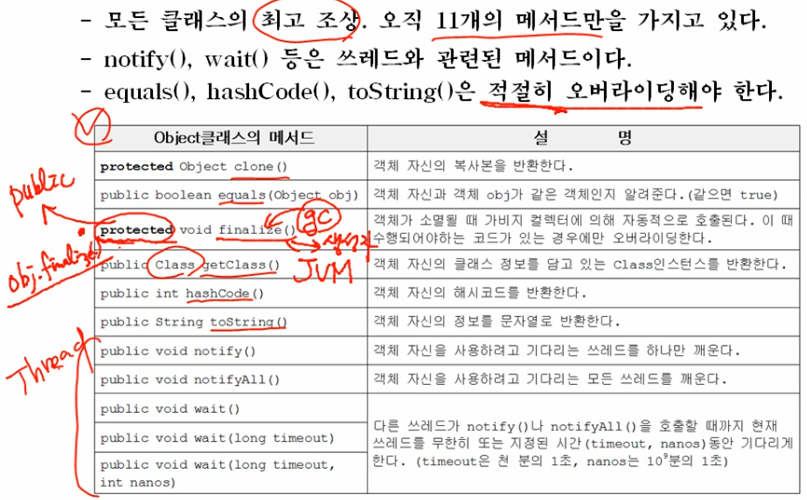 - 모든 클래스의 최고 조상. 오직 11개의 메서드만을 가지고 있다.
- notify(), wait() 등은 쓰레드와 관련된 메서드이다.
- equals(), hashCode(), toString()은 적절히 오버라이딩해야 한다.
Object클래스의 메서드 설 명
protected Object clone() 객체 자신의 복사본을 반환한다.
public
public boolean equals(Object obj) 객체 자신과 객체 obj가 같은 객체인지 알려준다.(같으면 true)
gc
protected void finalize() 객체가 소멸될 때 가비지 컬렉터에 의해 자동적으로 호출된다. 이 때
수행되어야하는 코드가 있는 경우에만 오버라이딩한다.
생성자
obj.finalize()
public Class getClass() 객체 자신의 클래스 정보를 담고 있는 Class인스턴스를 반환한다.
JVM
public int hashCode() 객체 자신의 해시코드를 반환한다.
public String toString() 객체 자신의 정보를 문자열로 반환한다.
Thread
public void notify() 객체 자신을 사용하려고 기다리는 쓰레드를 하나만 깨운다.
public void notifyAll() 객체 자신을 사용하려고 기다리는 모든 쓰레드를 깨운다.
public void wait()
public void wait(long timeout)
public void wait(long timeout,
int nanos)
다른 쓰레드가 notify()나 notifyAll()을 호출할 때까지 현재
쓰레드를 무한히 또는 지정된 시간(timeout, nanos)동안 기다리게
한다. (timeout은 천 분의 1초, nanos는 10⁹분의 1초)